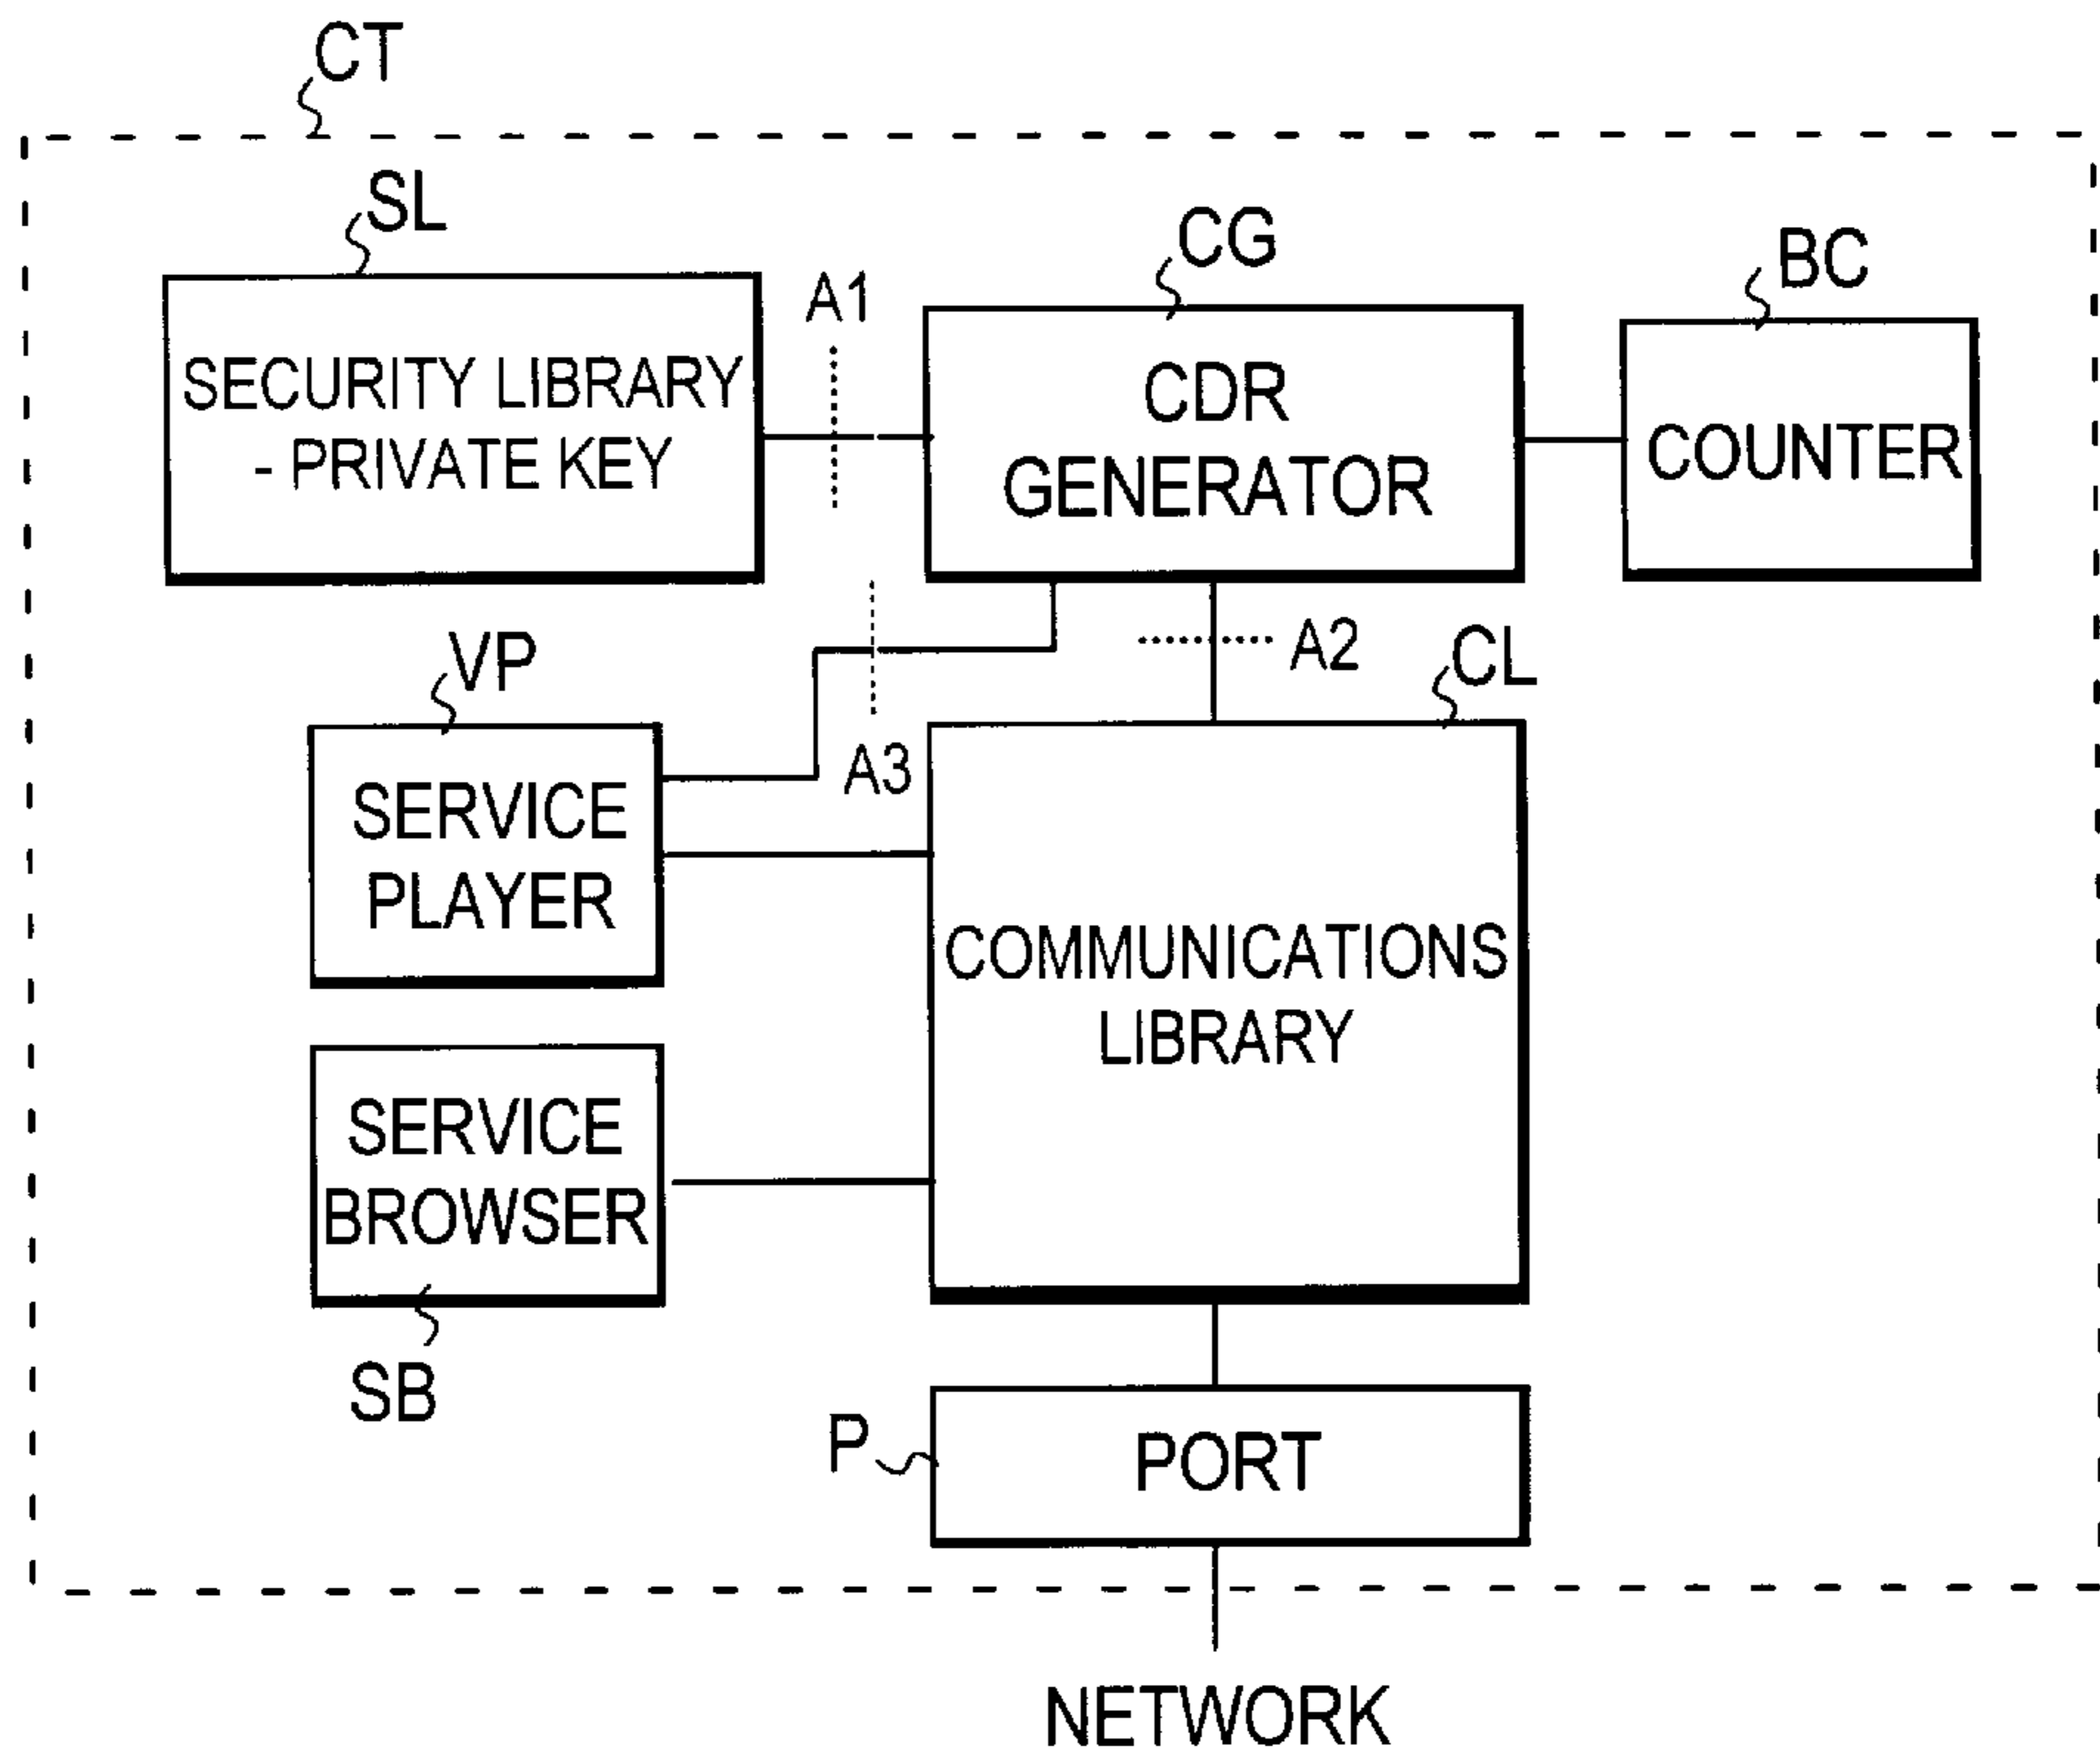 CT
SL
CG
BC
A1
SECURITY LIBRARY
- PRIVATE KEY
CDR
GENERATOR
COUNTER
VP
A2
CL
A3
SERVICE
PLAYER
COMMUNICATIONS
LIBRARY
SERVICE
BROWSER
SB
P
PORT
NETWORK